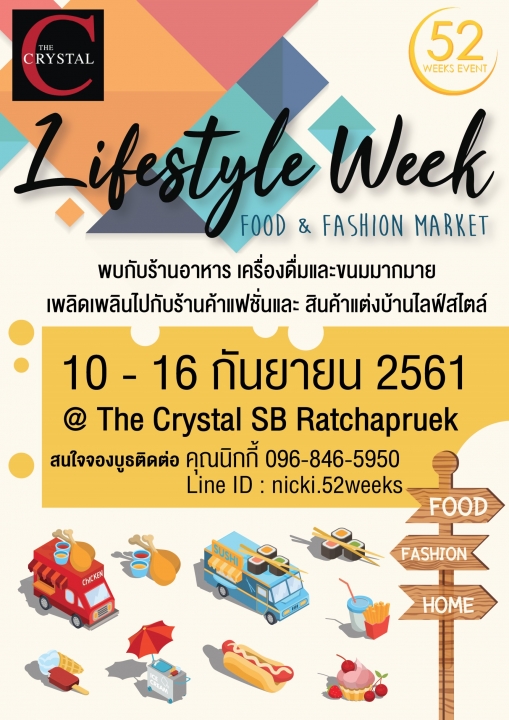 THE
CRYSTAL
52
WEEKS EVENT
Lifestyle Week
FOOD & FASHION MARKET
พบกับร้านอาหาร เครื่องดื่มและขนมมากมาย
เพลิดเพลินไปกับร้านค้าแฟชั่นและ สินค้าแต่งบ้านไลฟ์สไตล์
10 - 16 กันยายน 2561
@ The Crystal SB Ratchapruek
สนใจจองบูธติดต่อ คุณนิกกี้ 096-846-5950
Line ID : nicki.52weeks
FOOD
FASHION
HOME
CHICKEN
SUSHI
ICE CREAM